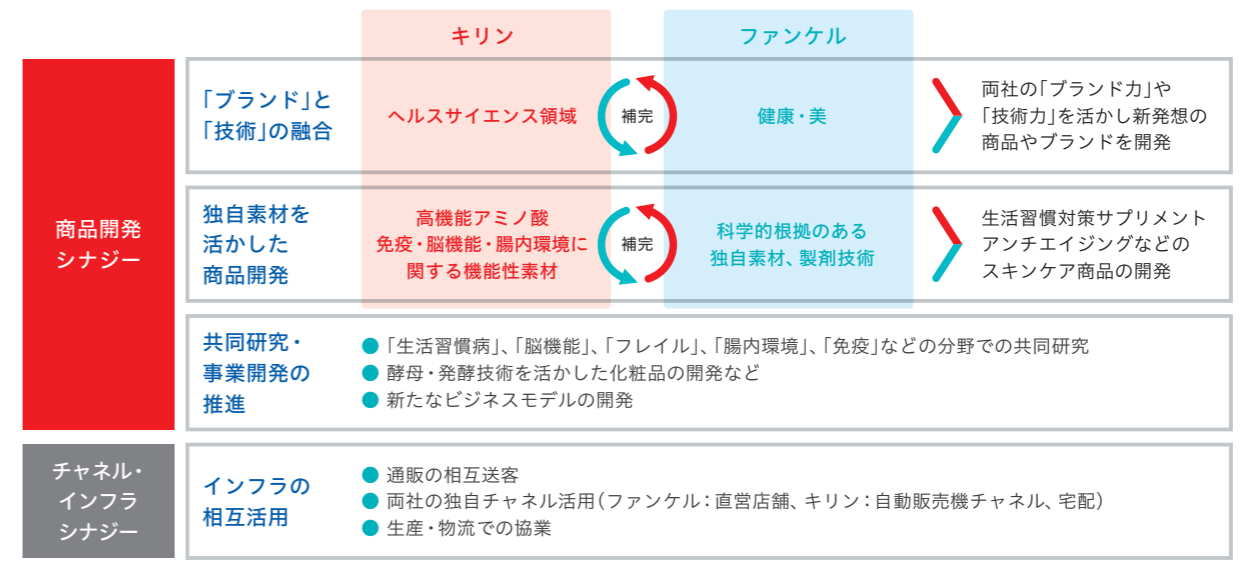 キリン
ファンケル
商品開発
シナジー
「ブランド」と
「技術」の融合
ヘルスサイエンス領域
補完
健康・美
両社の「ブランド力」や
「技術力」を活かし新発想の
商品やブランドを開発
独自素材を
活かした
商品開発
高機能アミノ酸
免疫・脳機能・腸内環境に
関する機能性素材
補完
科学的根拠のある
独自素材、製剤技術
生活習慣対策サプリメント
アンチエイジングなどの
スキンケア商品の開発
共同研究・
事業開発の
推進
● 「生活習慣病」、「脳機能」、「フレイル」、「腸内環境」、「免疫」などの分野での共同研究
● 酵母・発酵技術を活かした化粧品の開発など
● 新たなビジネスモデルの開発
チャネル・
インフラ
シナジー
インフラの
相互活用
● 通販の相互送客
● 両社の独自チャネル活用(ファンケル:直営店舗、キリン:自動販売機チャネル、宅配)
● 生産・物流での協業